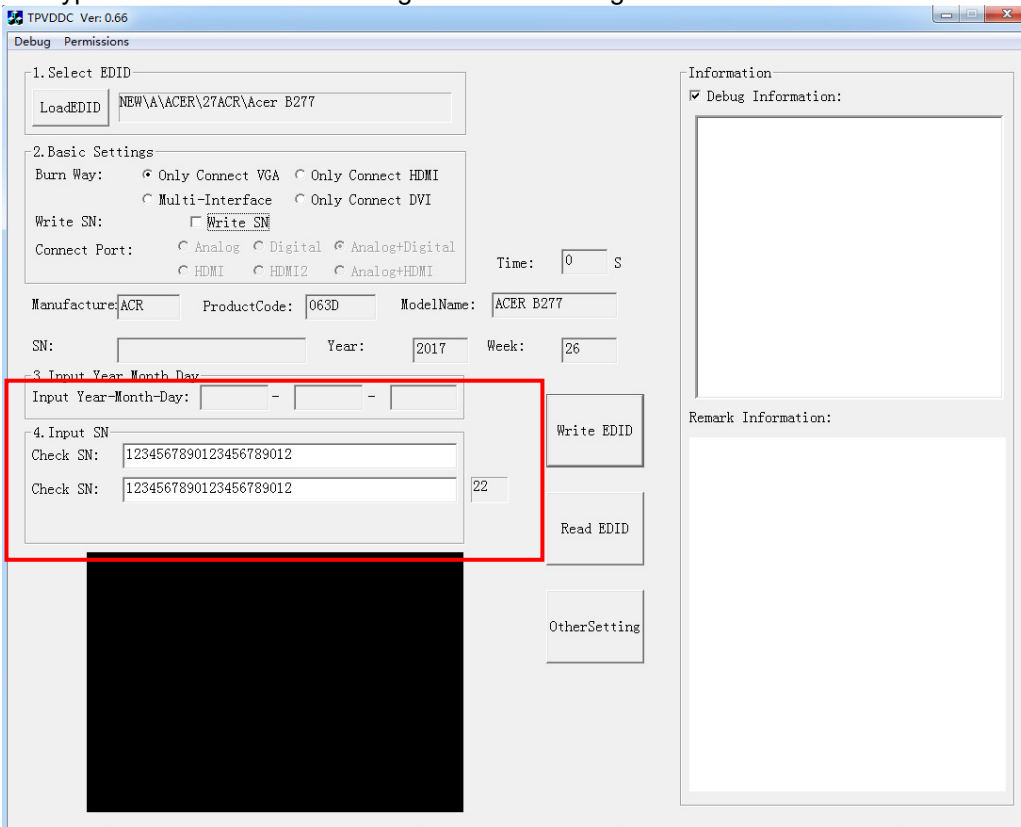 TPVDDC Ver: 0.66
Debug Permissions
1.Select EDID
LoadEDID NEW\A\ACER\27ACR\Acer B277
2.Basic Settings
Burn Way: Only Connect VGA Only Connect HDMI
Multi-Interface Only Connect DVI
Write SN: Write SN
Connect Port: Analog Digital Analog+Digital
HDMI HDMI2 Analog+HDMI
Time: 0 S
Manufacture: ACR ProductCode: 063D ModelName: ACER B277
SN: Year: 2017 Week: 26
3.Input Year Month Day
Input Year-Month-Day: - -
4.Input SN
Check SN: 1234567890123456789012
Check SN: 1234567890123456789012 22
Write EDID
Read EDID
OtherSetting
Information
Debug Information:
Remark Information: